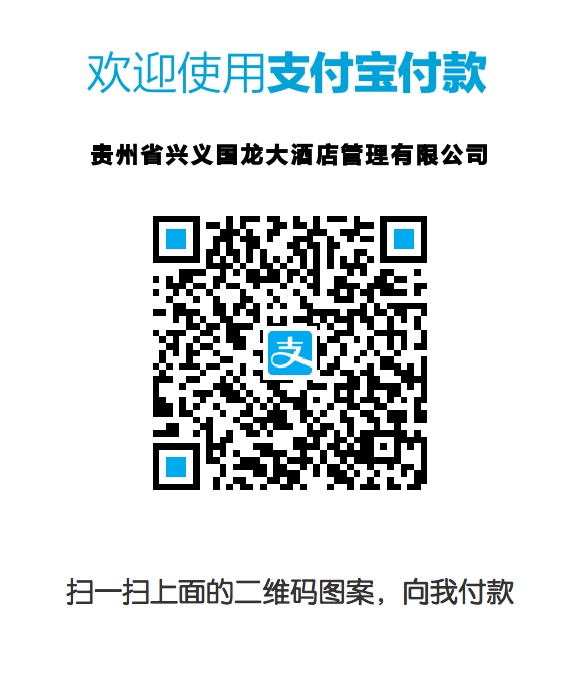 欢迎使用支付宝付款
贵州省兴义国龙大酒店管理有限公司
支
扫一扫上面的二维码图案，向我付款